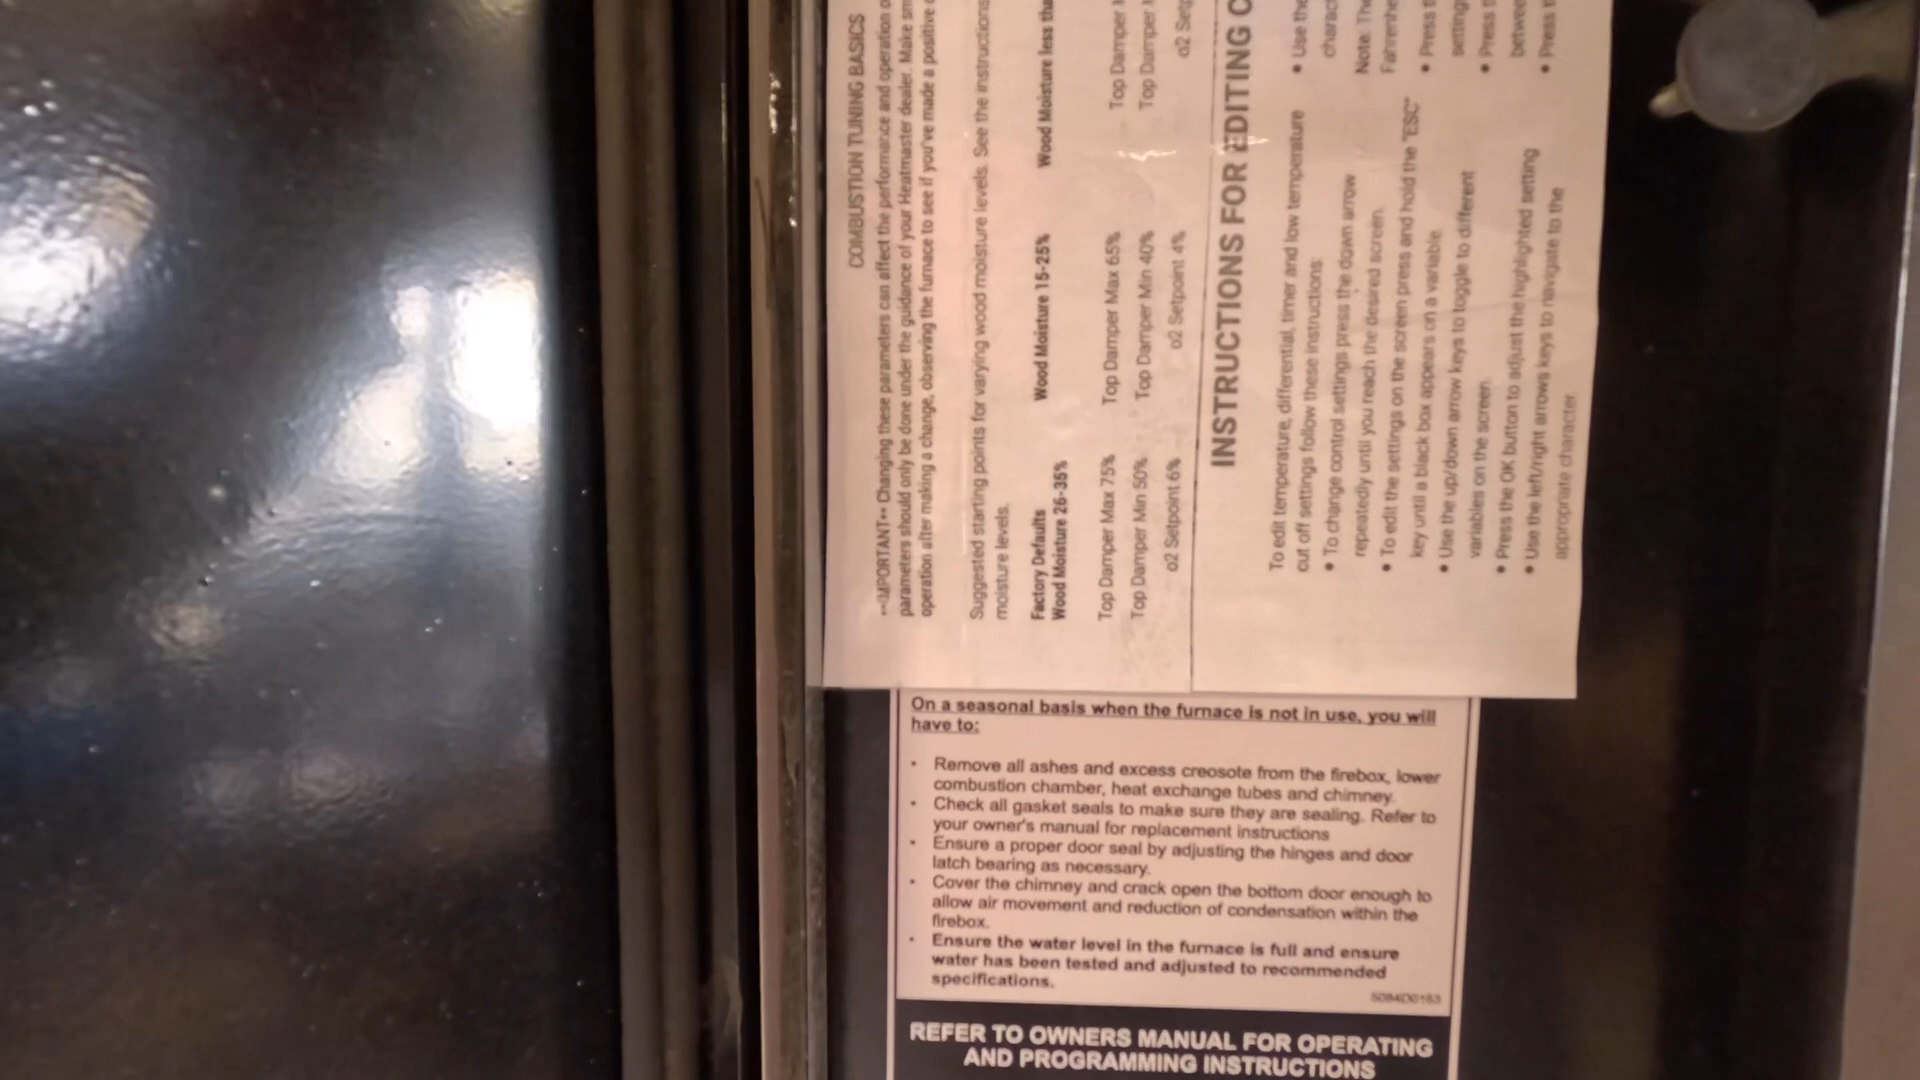 COMBUSTION TUNING BASICS
**IMPORTANT** Changing these parameters can affect the performance and operation
parameters should only be done under the guidance of your Heatmaster dealer. Make
operation after making a change, observing the furnace to see if you've made a positive
Suggested starting points for varying wood moisture levels. See the instructions
moisture levels.
Factory Defaults
Wood Moisture 26-35% Wood Moisture 15-25% Wood Moisture less
Top Damper Max 75% Top Damper Max 65% Top Damper
Top Damper Min 50% Top Damper Min 40% Top Damper
o2 Setpoint 6% o2 Setpoint 4% o2
INSTRUCTIONS FOR EDITING
To edit temperature, differential, timer and low temperature
cut off settings follow these instructions:
• To change control settings press the down arrow
repeatedly until you reach the desired screen.
• To edit the settings on the screen press and hold the "ESC"
key until a black box appears on a variable.
• Use the up/down arrow keys to toggle to different
variables on the screen.
• Press the OK button to adjust the highlighted setting
• Use the left/right arrows keys to navigate to the
appropriate character
• Use the
Note:
• Press
• Press
• Press
On a seasonal basis when the furnace is not in use, you will
have to:
• Remove all ashes and excess creosote from the firebox, lower
combustion chamber, heat exchange tubes and chimney.
• Check all gasket seals to make sure they are sealing. Refer to
your owner's manual for replacement instructions
• Ensure a proper door seal by adjusting the hinges and door
latch bearing as necessary.
• Cover the chimney and crack open the bottom door enough to
allow air movement and reduction of condensation within the
firebox.
• Ensure the water level in the furnace is full and ensure
water has been tested and adjusted to recommended
specifications.
REFER TO OWNERS MANUAL FOR OPERATING
AND PROGRAMMING INSTRUCTIONS